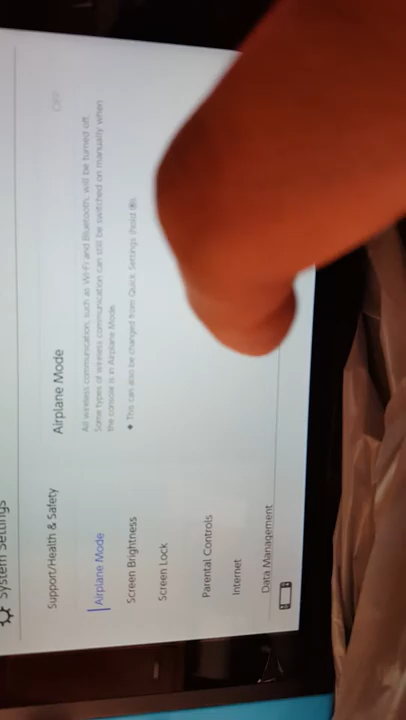 System Settings
Support/Health & Safety
Airplane Mode
Screen Brightness
Screen Lock
Parental Controls
Internet
Data Management
Airplane Mode
OFF
All wireless communication, such as Wi-Fi and Bluetooth, will be turned off.
Some types of wireless communication can still be switched on manually when
the console is in Airplane Mode.
◆ This can also be changed from Quick Settings (hold